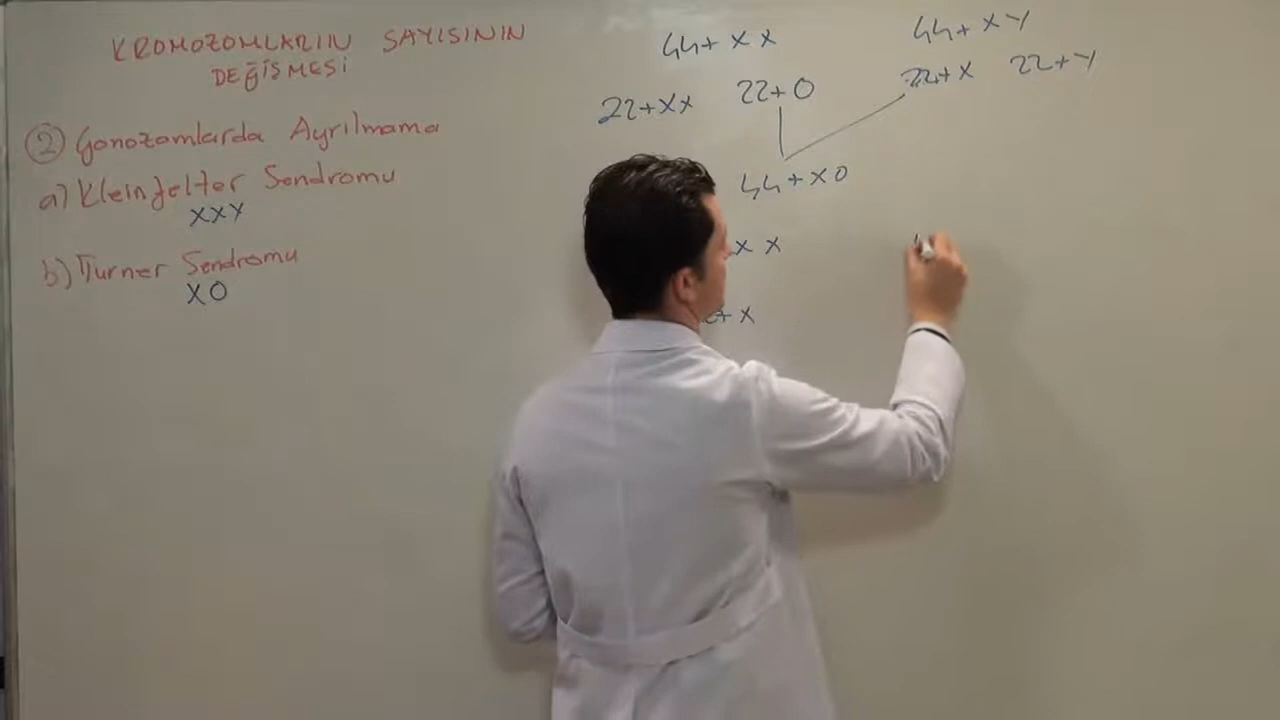 KROMOZOMLARIN SAYISININ
DEĞİŞMESİ
② Gonozomlarda Ayrılmama
a) Kleinfelter Sendromu
XXY
b) Turner Sendromu
XO
44+XX 44+XY
22+XX 22+O 22+X 22+Y
44+XO
X X
+ X